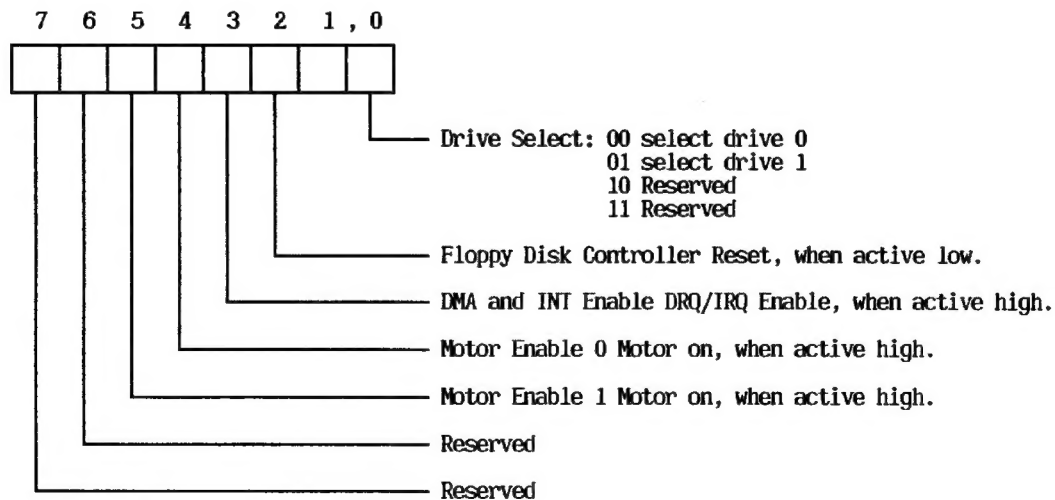 7 6 5 4 3 2 1 , 0
Drive Select: 00 select drive 0
01 select drive 1
10 Reserved
11 Reserved
Floppy Disk Controller Reset, when active low.
DMA and INT Enable DRQ/IRQ Enable, when active high.
Motor Enable 0 Motor on, when active high.
Motor Enable 1 Motor on, when active high.
Reserved
Reserved